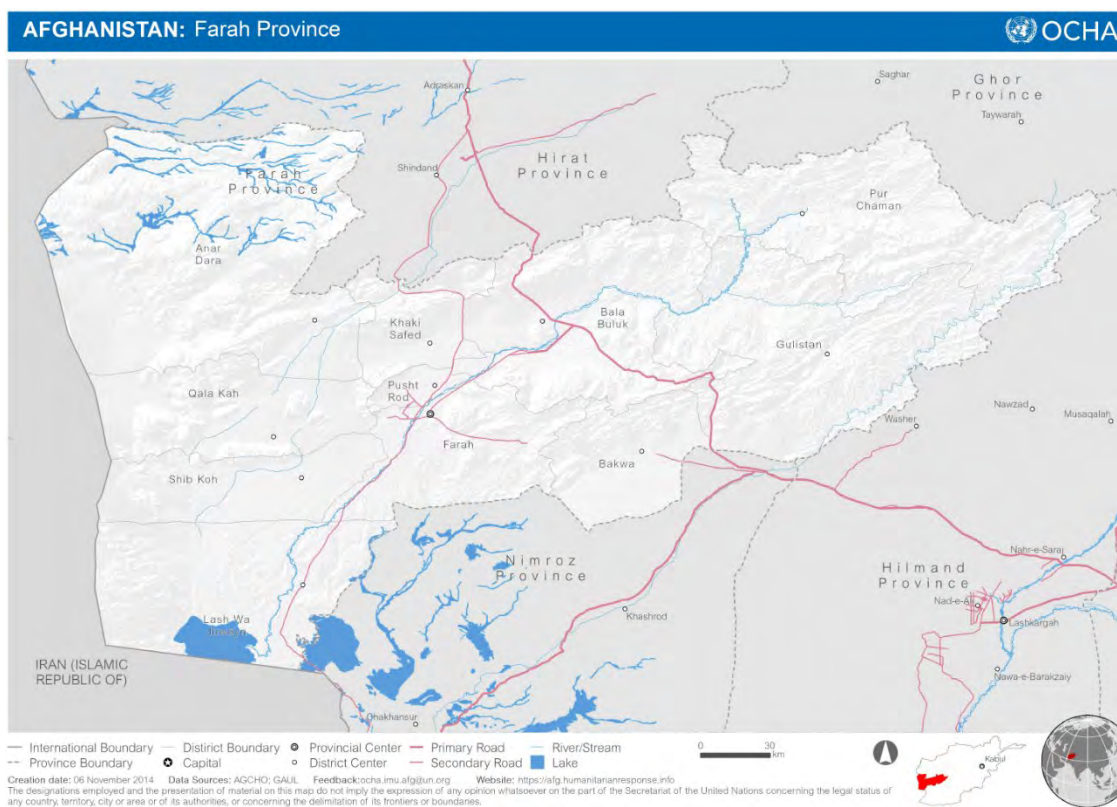 AFGHANISTAN: Farah Province
OCHA
Saghar
Ghor
Province
Taywarah
Adraskan
Hirat
Province
Shindand
Farah
Province
Pur
Chaman
Anar
Dara
Khaki
Safed
Bala
Buluk
Gulistan
Qala Kah
Pusht
Rod
Nawzad
Musaqalah
Washer
Farah
Bakwa
Shib Koh
Nimroz
Province
Hilmand
Province
Nahr-e-Saraj
Nad-e-Ali
Khashrod
Lashkargah
Lash Wa
IRAN (ISLAMIC
REPUBLIC OF)
Nawa-e-Barakzaiy
Chakhansur
International Boundary
District Boundary
Provincial Center
Primary Road
River/Stream
0 30
km
Kabul
Province Boundary
Capital
District Center
Secondary Road
Lake
Creation date: 06 November 2014 Data Sources: AGCHO; GAUL Feedback:ocha.imu.afg@un.org Website: https://afg.humanitarianresponse.info
The designations employed and the presentation of material on this map do not imply the expression of any opinion whatsoever on the part of the Secretariat of the United Nations concerning the legal status of
any country, territory, city or area or of its authorities, or concerning the delimitation of its frontiers or boundaries.